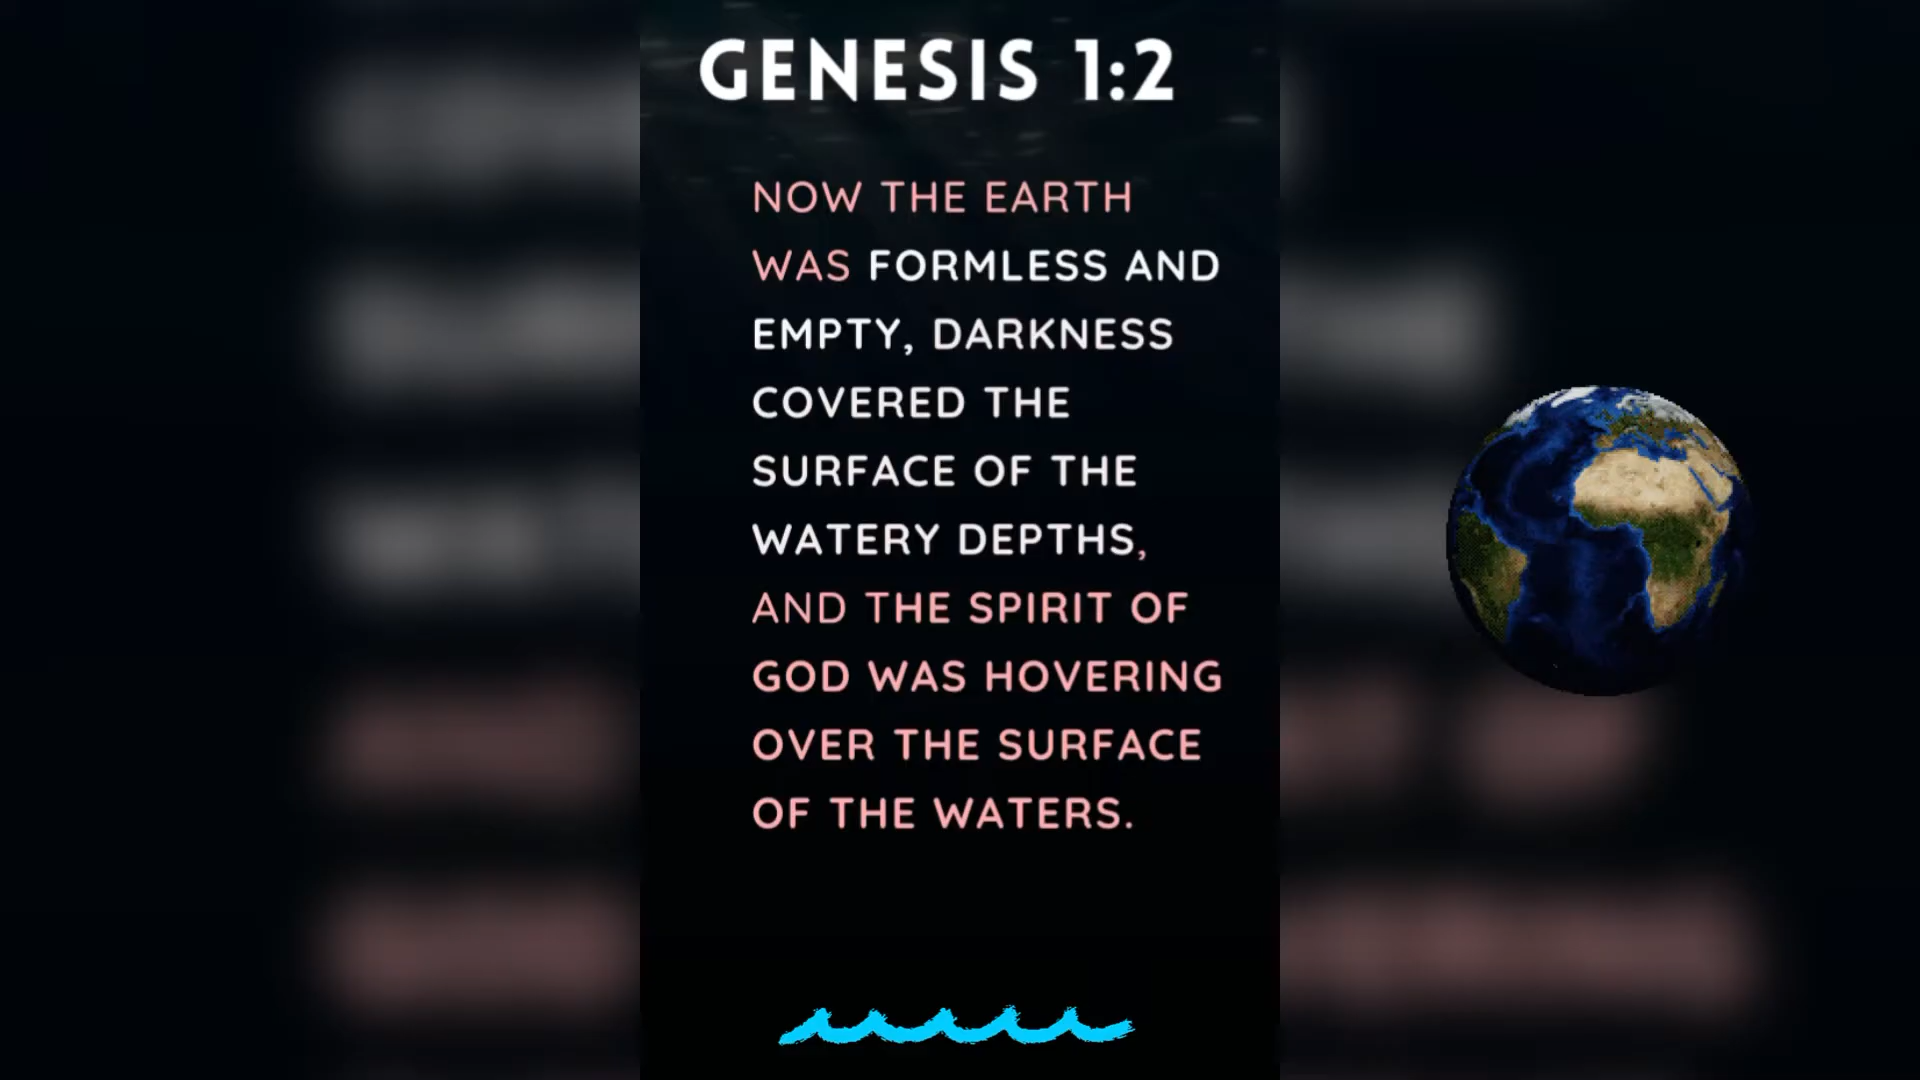 GENESIS 1:2
NOW THE EARTH
WAS FORMLESS AND
EMPTY, DARKNESS
COVERED THE
SURFACE OF THE
WATERY DEPTHS,
AND THE SPIRIT OF
GOD WAS HOVERING
OVER THE SURFACE
OF THE WATERS.